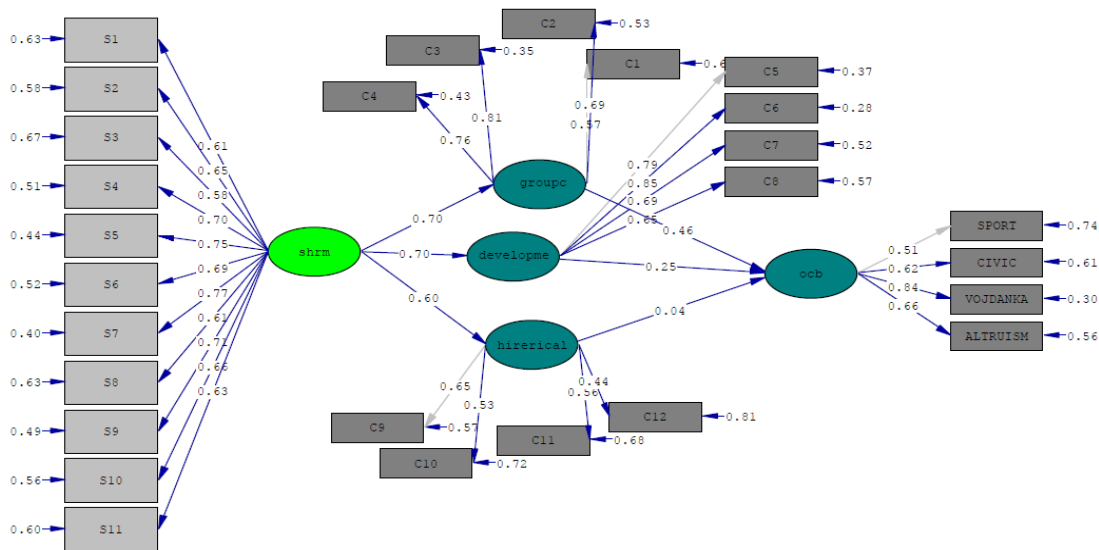 C2
0.53
0.63
S1
C3
0.35
C1
0.6
C5
0.37
0.58
S2
C4
0.43
C6
0.28
0.69
0.57
0.67
S3
0.81
0.61
0.76
C7
0.52
0.65
0.79
0.51
S4
0.58
groupc
0.85
C8
0.57
0.69
0.65
0.70
0.70
0.46
SPORT
0.74
0.44
S5
0.75
shrm
0.70
developme
0.25
ocb
0.51
0.62
CIVIC
0.61
0.69
0.52
S6
0.77
0.60
0.84
VOJDANKA
0.30
0.66
0.61
0.04
0.40
S7
0.71
hirerical
ALTRUISM
0.56
0.66
0.63
S8
0.63
0.65
0.44
0.56
0.53
0.49
S9
C9
0.57
C12
0.81
C11
0.68
C10
0.72
0.56
S10
0.60
S11